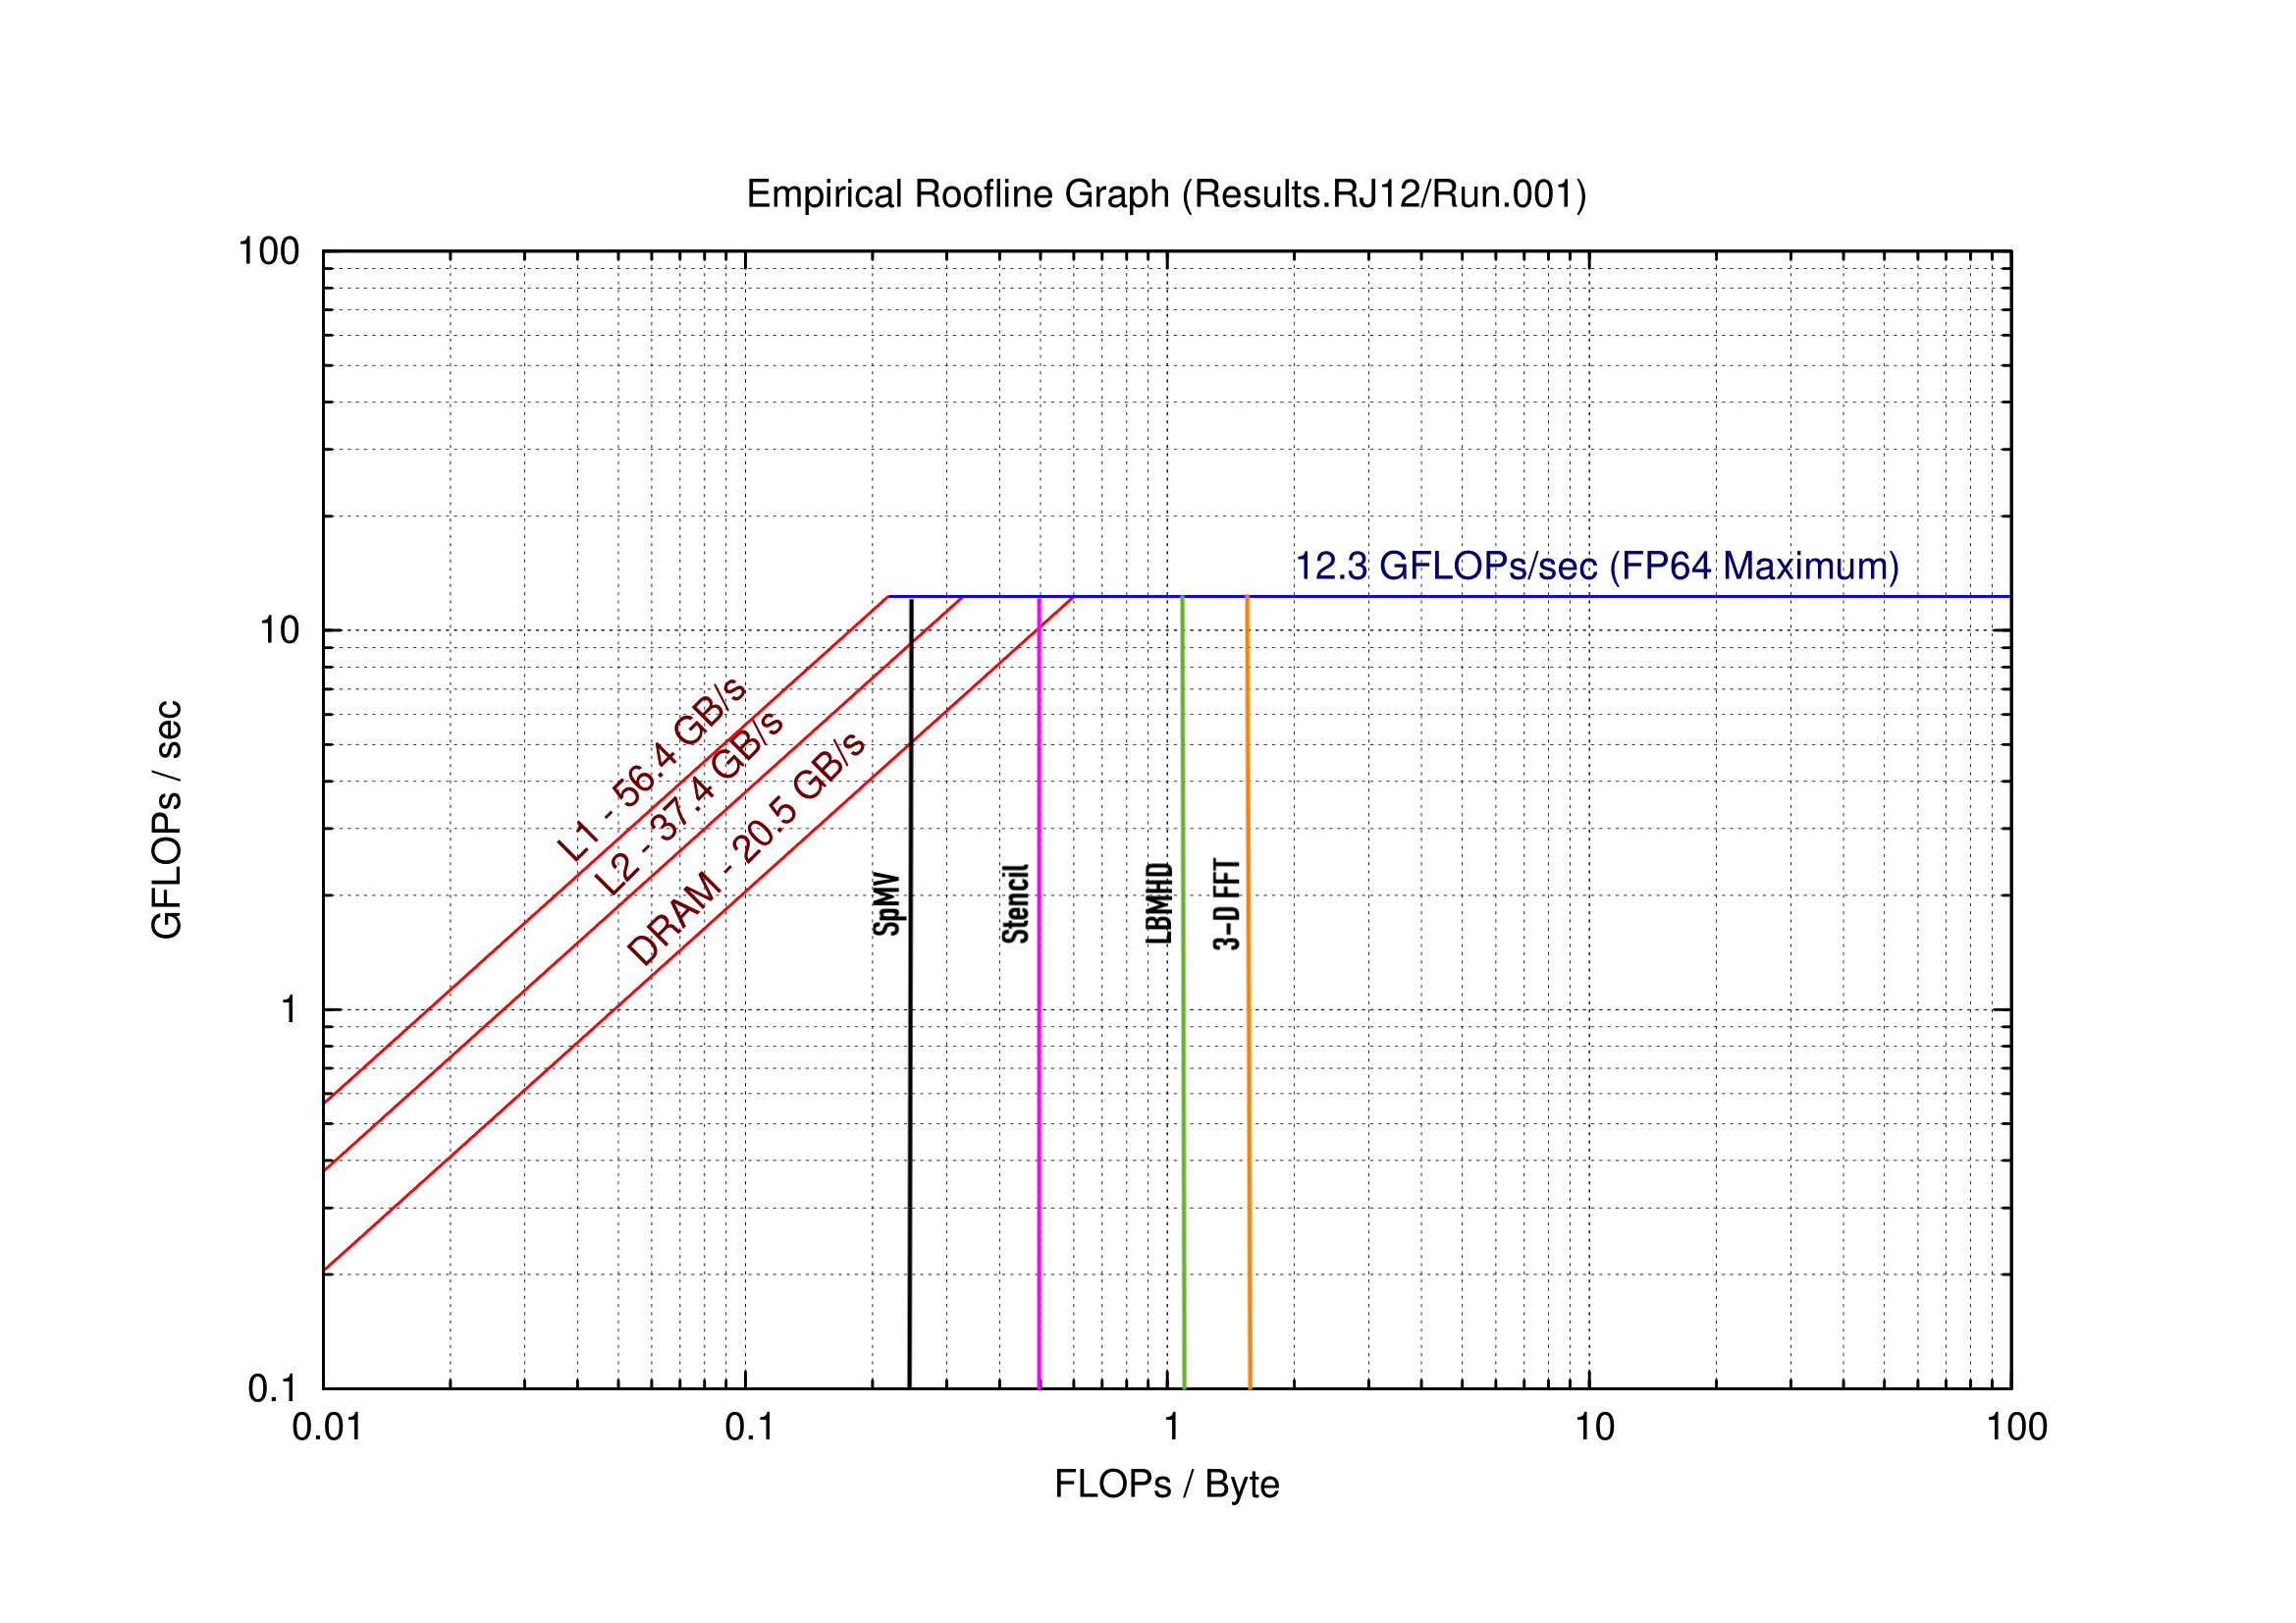 Empirical Roofline Graph (Results.RJ12/Run.001)
100
10
1
0.1
GFLOPs / sec
12.3 GFLOPs/sec (FP64 Maximum)
L1 - 56.4 GB/s
L2 - 37.4 GB/s
DRAM - 20.5 GB/s
SpMV
Stencil
LBMHD
3-D FFT
0.01
0.1
1
10
100
FLOPs / Byte